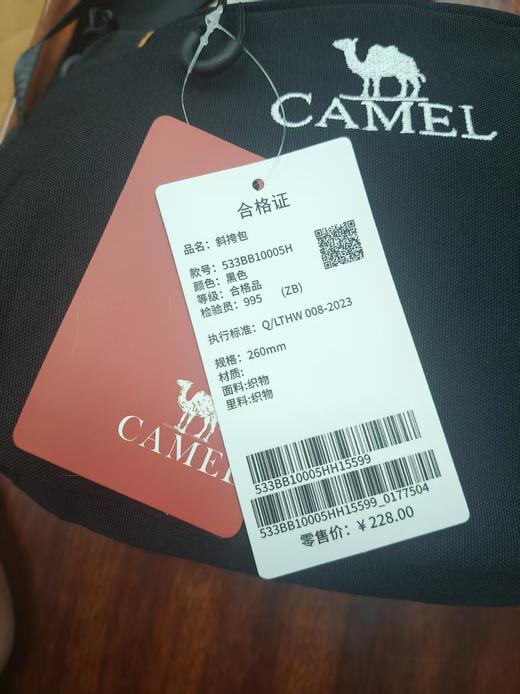 CAMEL
合格证
品名：斜挎包
款号：533BB10005H
颜色：黑色
等级：合格品
检验员：995 (ZB)
执行标准：Q/LTHW 008-2023
规格：260mm
材质:
面料:织物
里料:织物
533BB10005HH15599
533BB10005HH15599_0177504
零售价：￥228.00
CAMEL